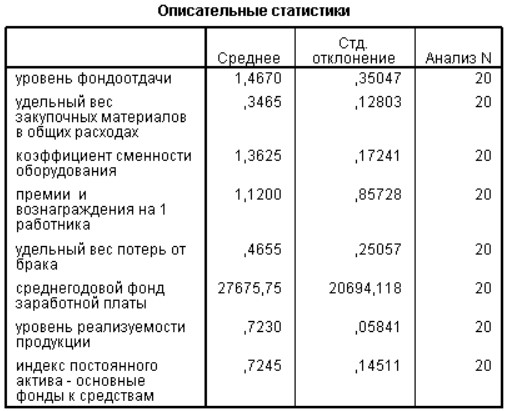 Описательные статистики
Среднее Стд. отклонение Анализ N
уровень фондоотдачи 1,4670 ,35047 20
удельный вес закупочных материалов в общих расходах ,3465 ,12803 20
коэффициент сменности оборудования 1,3625 ,17241 20
премии и вознаграждения на 1 работника 1,1200 ,85728 20
удельный вес потерь от брака ,4655 ,25057 20
среднегодовой фонд заработной платы 27675,75 20694,118 20
уровень реализуемости продукции ,7230 ,05841 20
индекс постоянного актива - основные фонды к средствам ,7245 ,14511 20